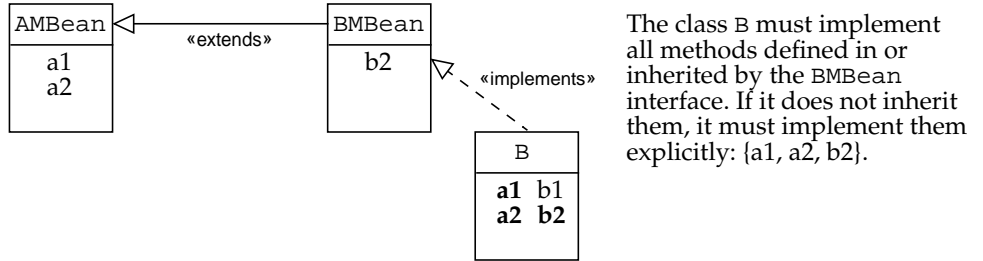 AMBean
a1
a2
«extends»
BMBean
b2
«implements»
B
a1 b1
a2 b2
The class B must implement
all methods defined in or
inherited by the BMBean
interface. If it does not inherit
them, it must implement them
explicitly: {a1, a2, b2}.